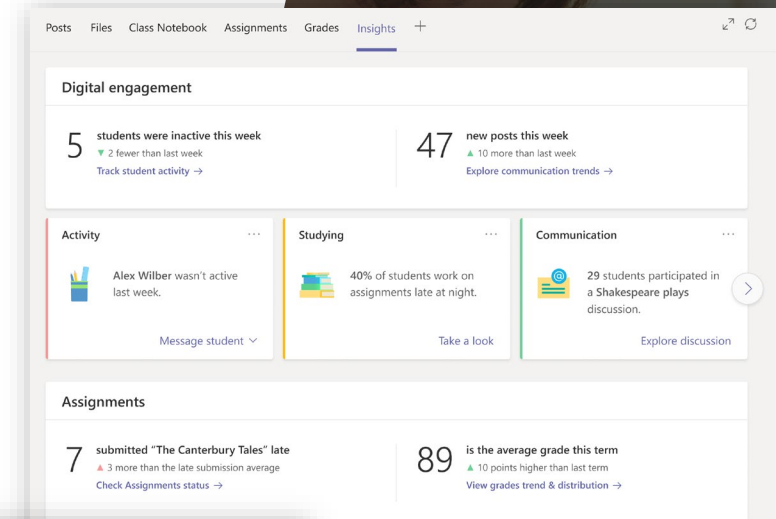 Posts Files Class Notebook Assignments Grades Insights
Digital engagement
5 students were inactive this week
▼ 2 fewer than last week
Track student activity →
47 new posts this week
▲ 10 more than last week
Explore communication trends →
Activity ...
Alex Wilber wasn't active
last week.
Message student
Studying ...
40% of students work on
assignments late at night.
Take a look
Communication ...
29 students participated in
a Shakespeare plays
discussion.
Explore discussion
Assignments
7 submitted "The Canterbury Tales" late
▲ 3 more than the late submission average
Check Assignments status →
89 is the average grade this term
▲ 10 points higher than last term
View grades trend & distribution →